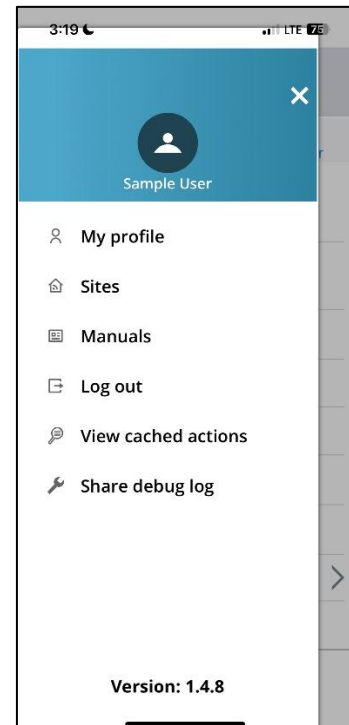 3:19
LTE 75
Sample User
My profile
Sites
Manuals
Log out
View cached actions
Share debug log
Version: 1.4.8